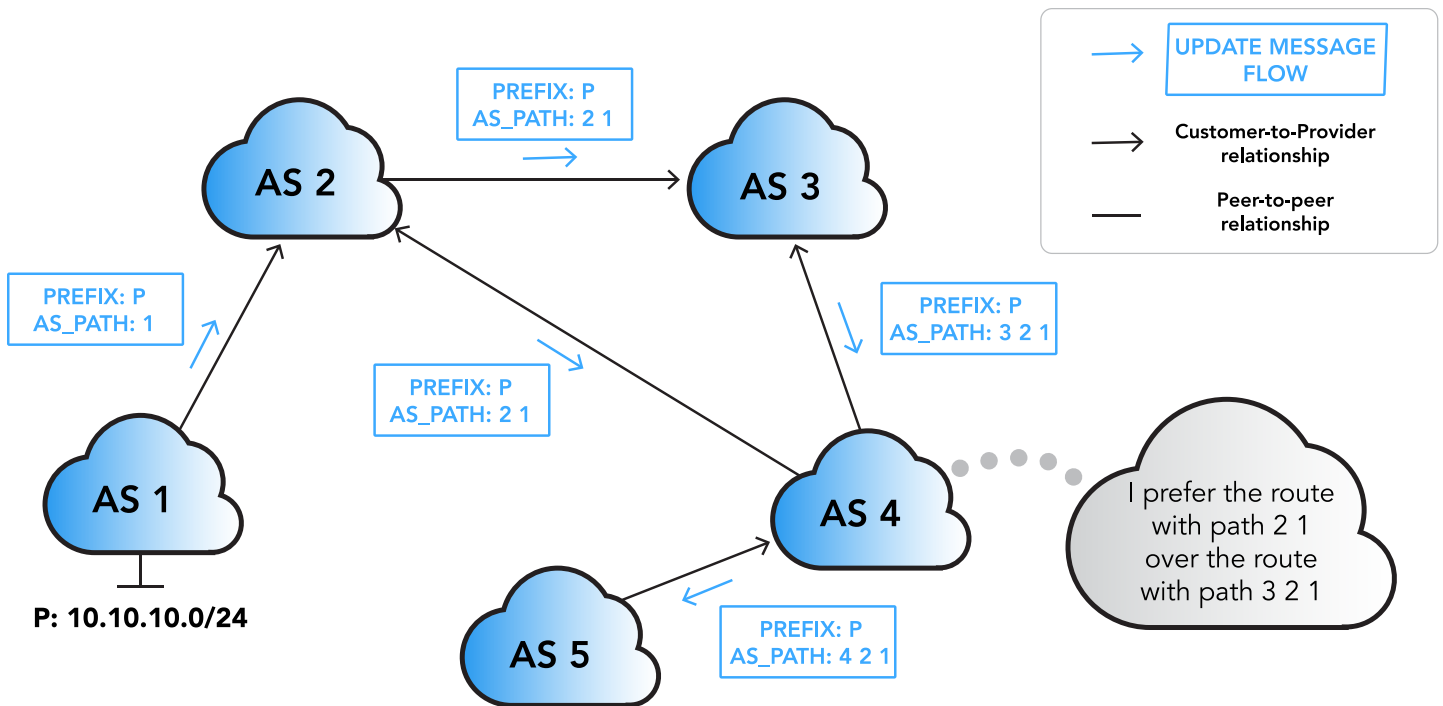 UPDATE MESSAGE
FLOW
Customer-to-Provider
relationship
Peer-to-peer
relationship
PREFIX: P
AS_PATH: 2 1
AS 2
AS 3
PREFIX: P
AS_PATH: 1
PREFIX: P
AS_PATH: 3 2 1
PREFIX: P
AS_PATH: 2 1
AS 1
AS 4
I prefer the route
with path 2 1
over the route
with path 3 2 1
P: 10.10.10.0/24
AS 5
PREFIX: P
AS_PATH: 4 2 1